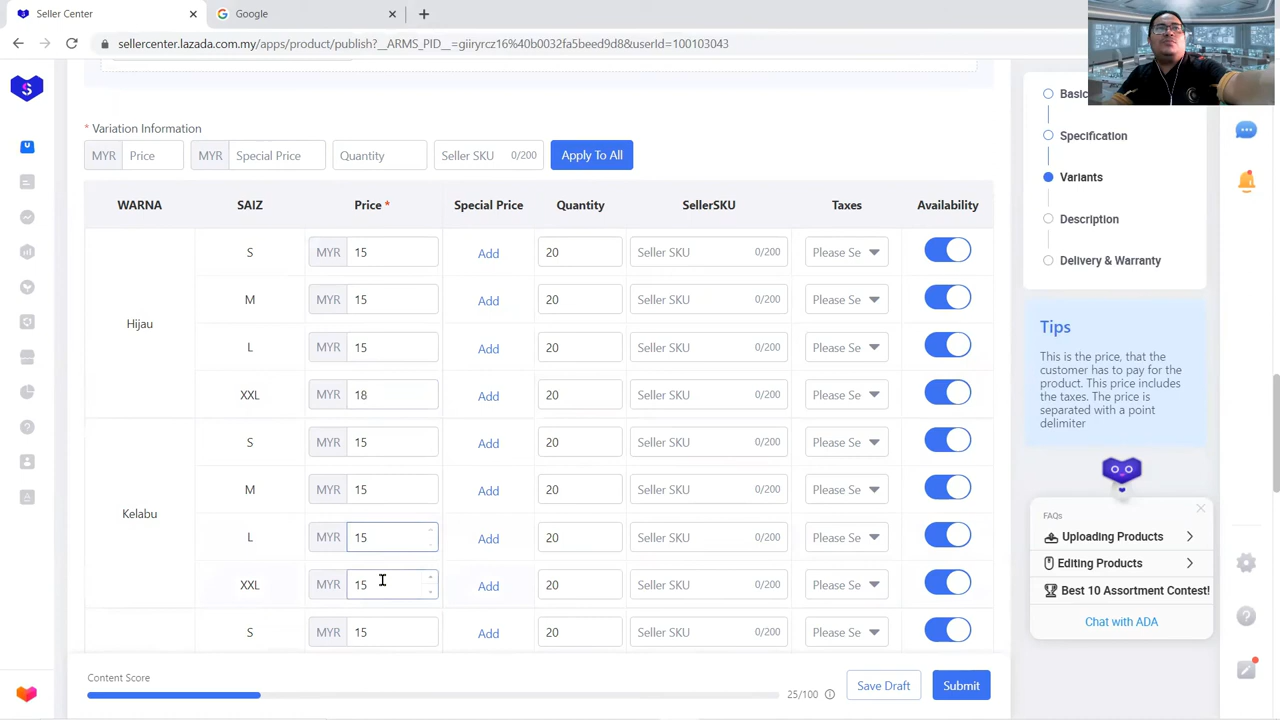 Seller Center
Google
sellercenter.lazada.com.my/apps/product/publish?__ARMS_PID__=giiryrcz16%40b0032fa5beed9d8&userId=100103043
* Variation Information
MYR Price MYR Special Price Quantity Seller SKU 0/200 Apply To All
WARNA SAIZ Price * Special Price Quantity SellerSKU Taxes Availability
S MYR 15 Add 20 Seller SKU 0/200 Please Se
M MYR 15 Add 20 Seller SKU 0/200 Please Se
Hijau
L MYR 15 Add 20 Seller SKU 0/200 Please Se
XXL MYR 18 Add 20 Seller SKU 0/200 Please Se
S MYR 15 Add 20 Seller SKU 0/200 Please Se
M MYR 15 Add 20 Seller SKU 0/200 Please Se
Kelabu
L MYR 15 Add 20 Seller SKU 0/200 Please Se
XXL MYR 15 Add 20 Seller SKU 0/200 Please Se
S MYR 15 Add 20 Seller SKU 0/200 Please Se
Content Score
25/100
Save Draft Submit
Basic
Specification
Variants
Description
Delivery & Warranty
Tips
This is the price, that the
customer has to pay for the
product. This price includes
the taxes. The price is
separated with a point
delimiter
FAQs
Uploading Products
Editing Products
Best 10 Assortment Contest!
Chat with ADA